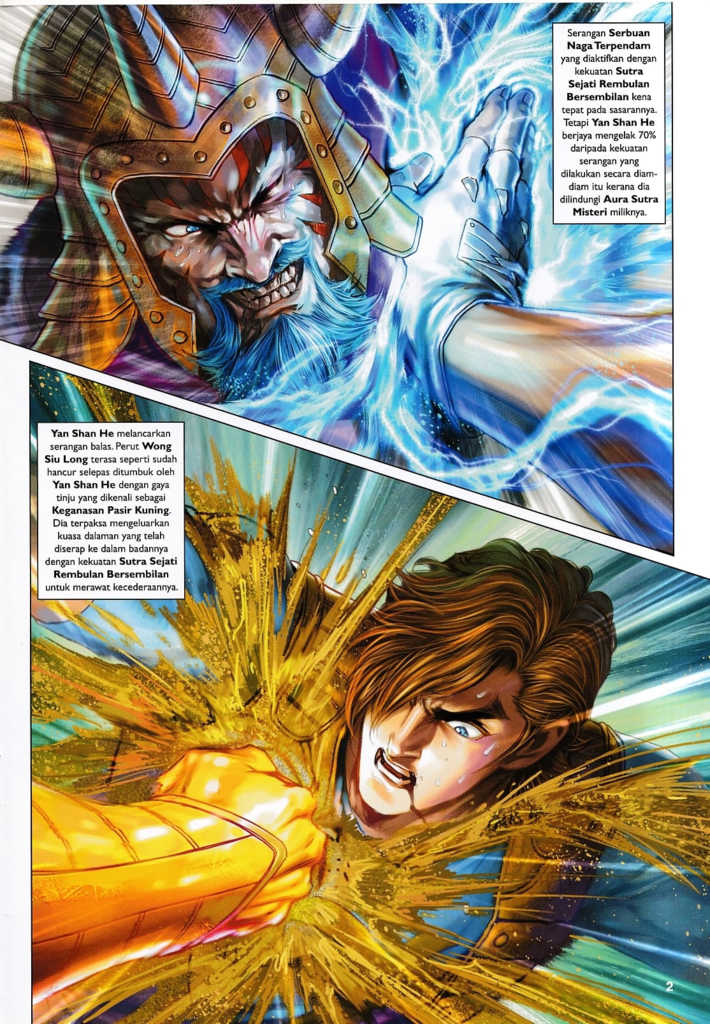 Serangan Serbuan
Naga Terpendam
yang diaktifkan dengan
kekuatan Sutra
Sejati Rembulan
Bersembilan kena
tepat pada sasarannya.
Tetapi Yan Shan He
berjaya mengelak 70%
daripada kekuatan
serangan yang
dilakukan secara diam-
diam itu kerana dia
dilindungi Aura Sutra
Misteri miliknya.
Yan Shan He melancarkan
serangan balas. Perut Wong
Siu Long terasa seperti sudah
hancur selepas ditumbuk oleh
Yan Shan He dengan gaya
tinju yang dikenali sebagai
Keganasan Pasir Kuning.
Dia terpaksa mengeluarkan
kuasa dalaman yang telah
diserap ke dalam badannya
dengan kekuatan Sutra Sejati
Rembulan Bersembilan
untuk merawat kecederaannya.
2